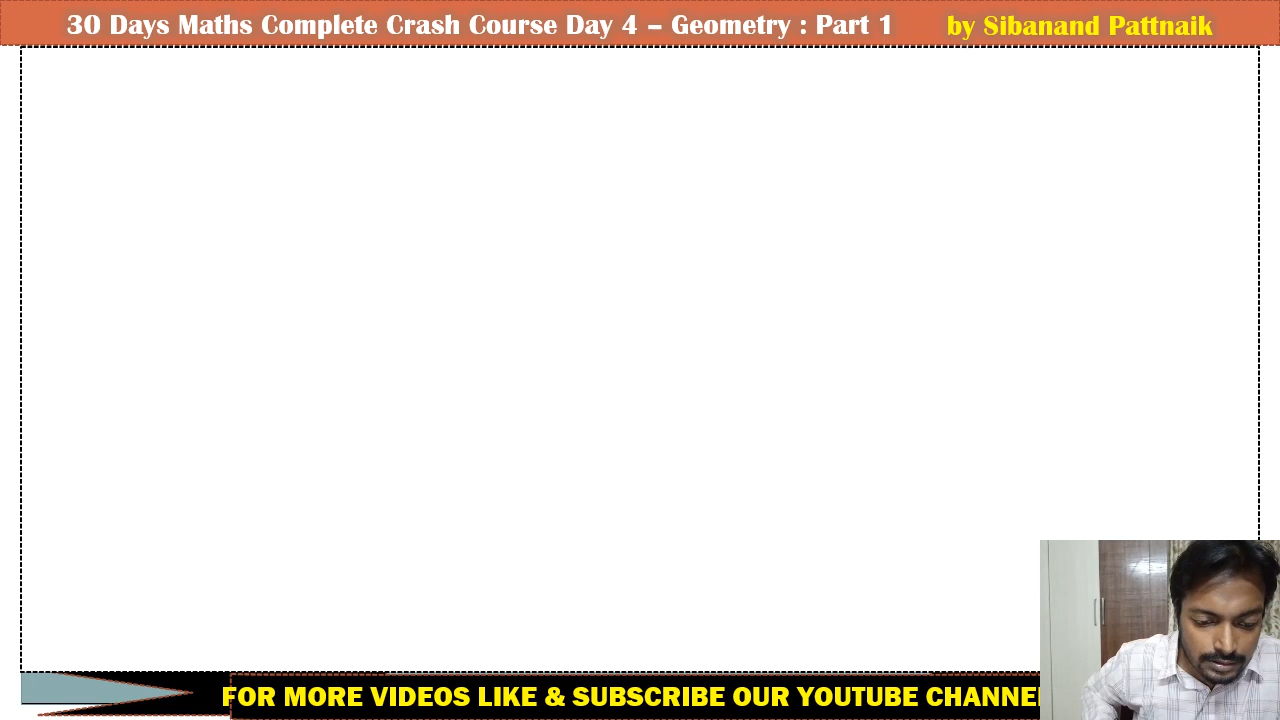 30 Days Maths Complete Crash Course Day 4 – Geometry : Part 1 by Sibanand Pattnaik
FOR MORE VIDEOS LIKE & SUBSCRIBE OUR YOUTUBE